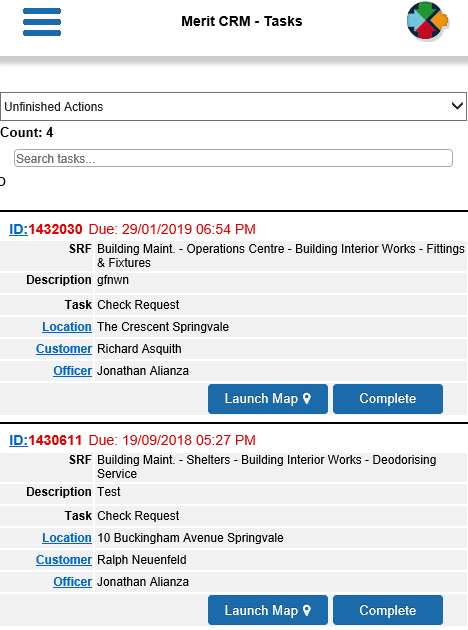 Merit CRM - Tasks
Unfinished Actions
Count: 4
Search tasks...
ID:1432030 Due: 29/01/2019 06:54 PM
SRF Building Maint. - Operations Centre - Building Interior Works - Fittings
& Fixtures
Description gfnwn
Task Check Request
Location The Crescent Springvale
Customer Richard Asquith
Officer Jonathan Alianza
Launch Map Complete
ID:1430611 Due: 19/09/2018 05:27 PM
SRF Building Maint. - Shelters - Building Interior Works - Deodorising
Service
Description Test
Task Check Request
Location 10 Buckingham Avenue Springvale
Customer Ralph Neuenfeld
Officer Jonathan Alianza
Launch Map Complete